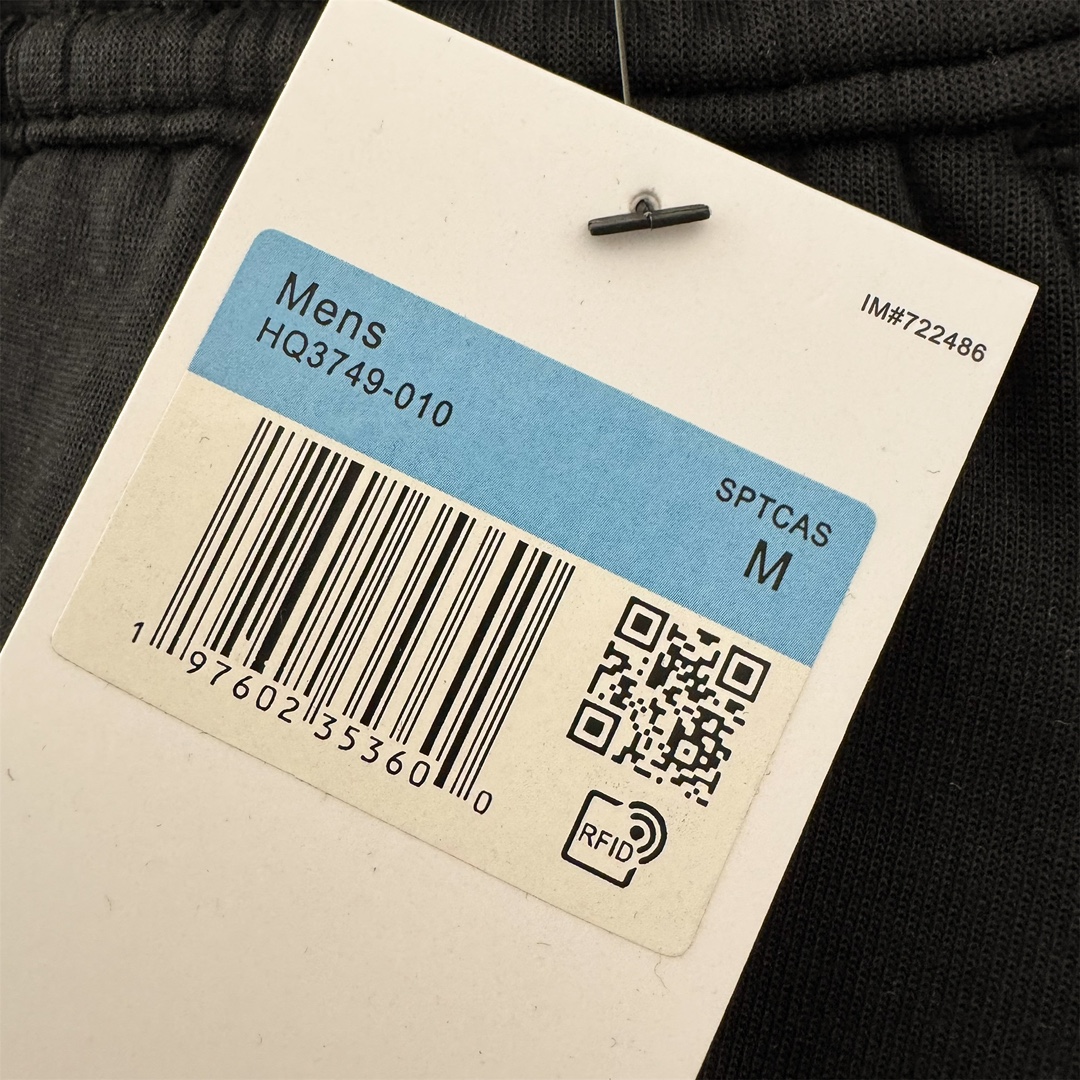 IM#722486
Mens
HQ3749-010
SPTCAS
M
1 97602 35360 0
RFID